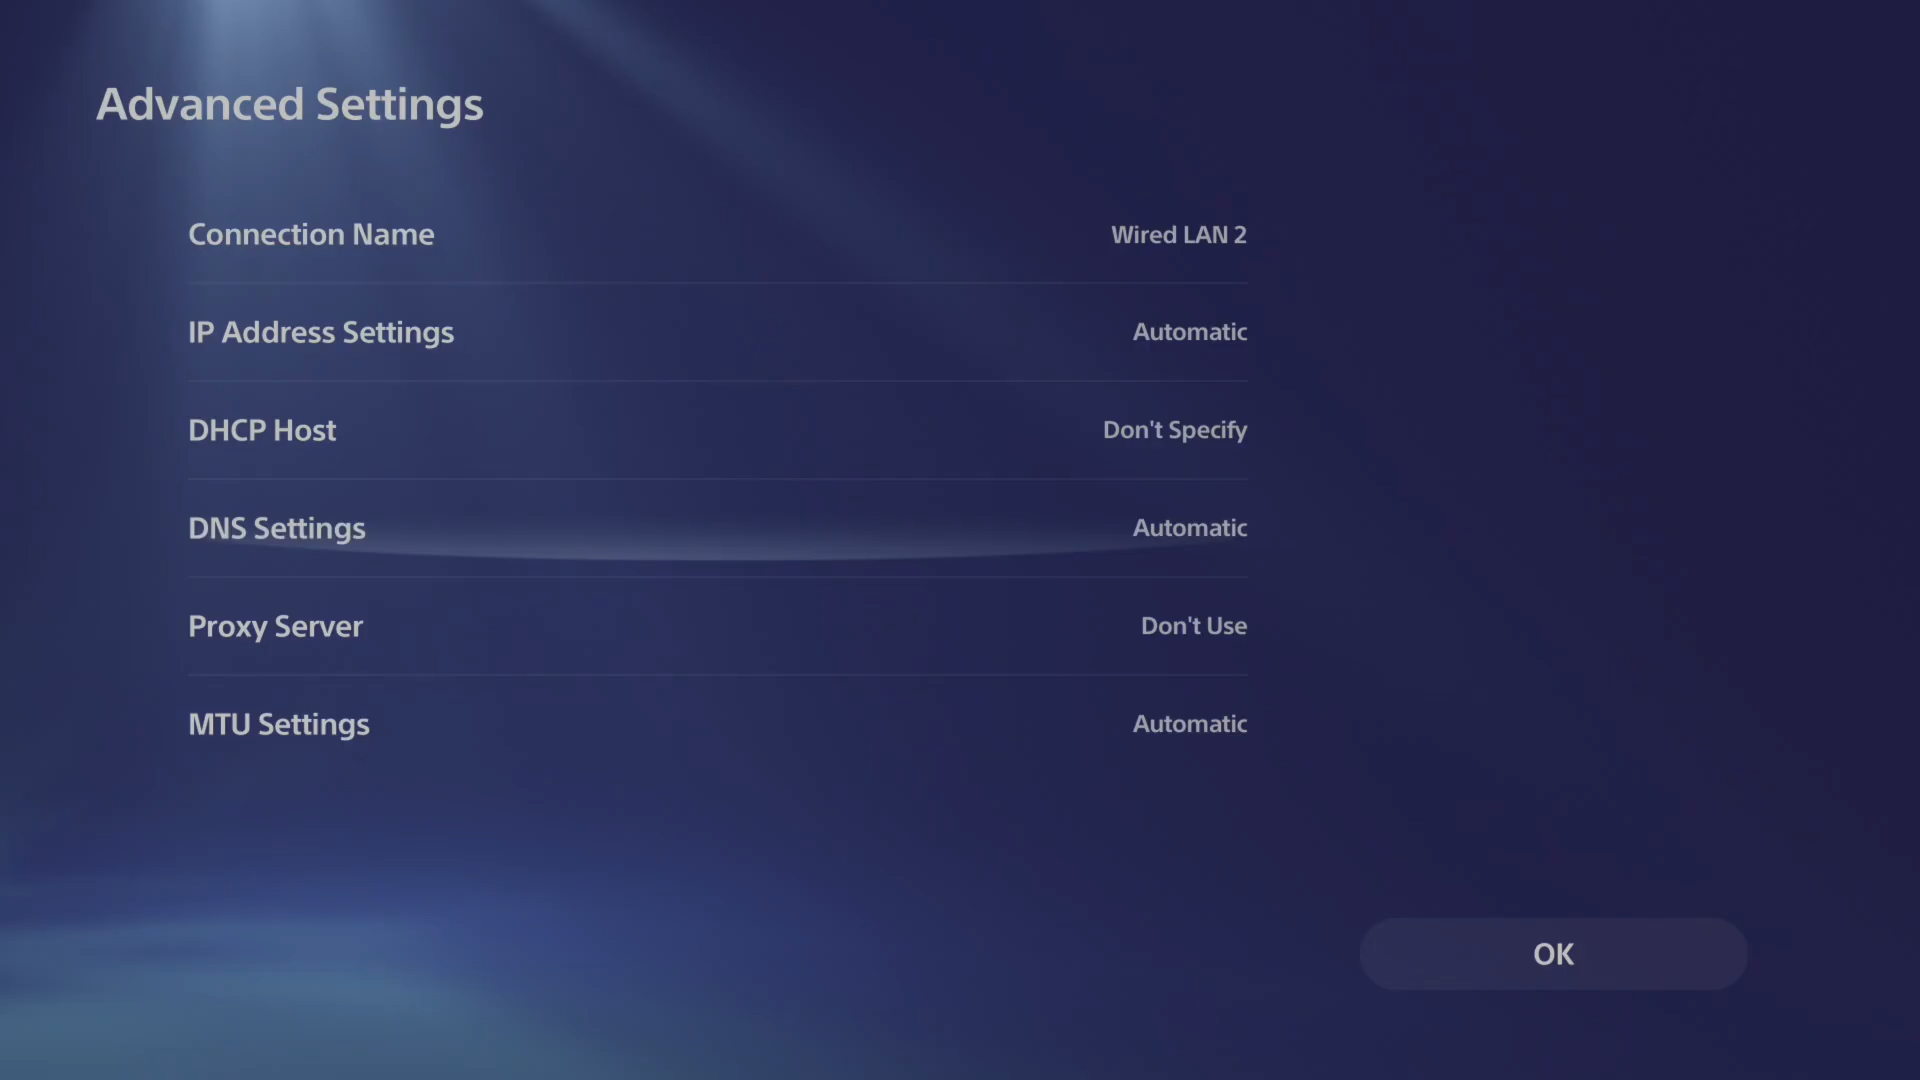 Advanced Settings
Connection Name Wired LAN 2
IP Address Settings Automatic
DHCP Host Don't Specify
DNS Settings Automatic
Proxy Server Don't Use
MTU Settings Automatic
OK